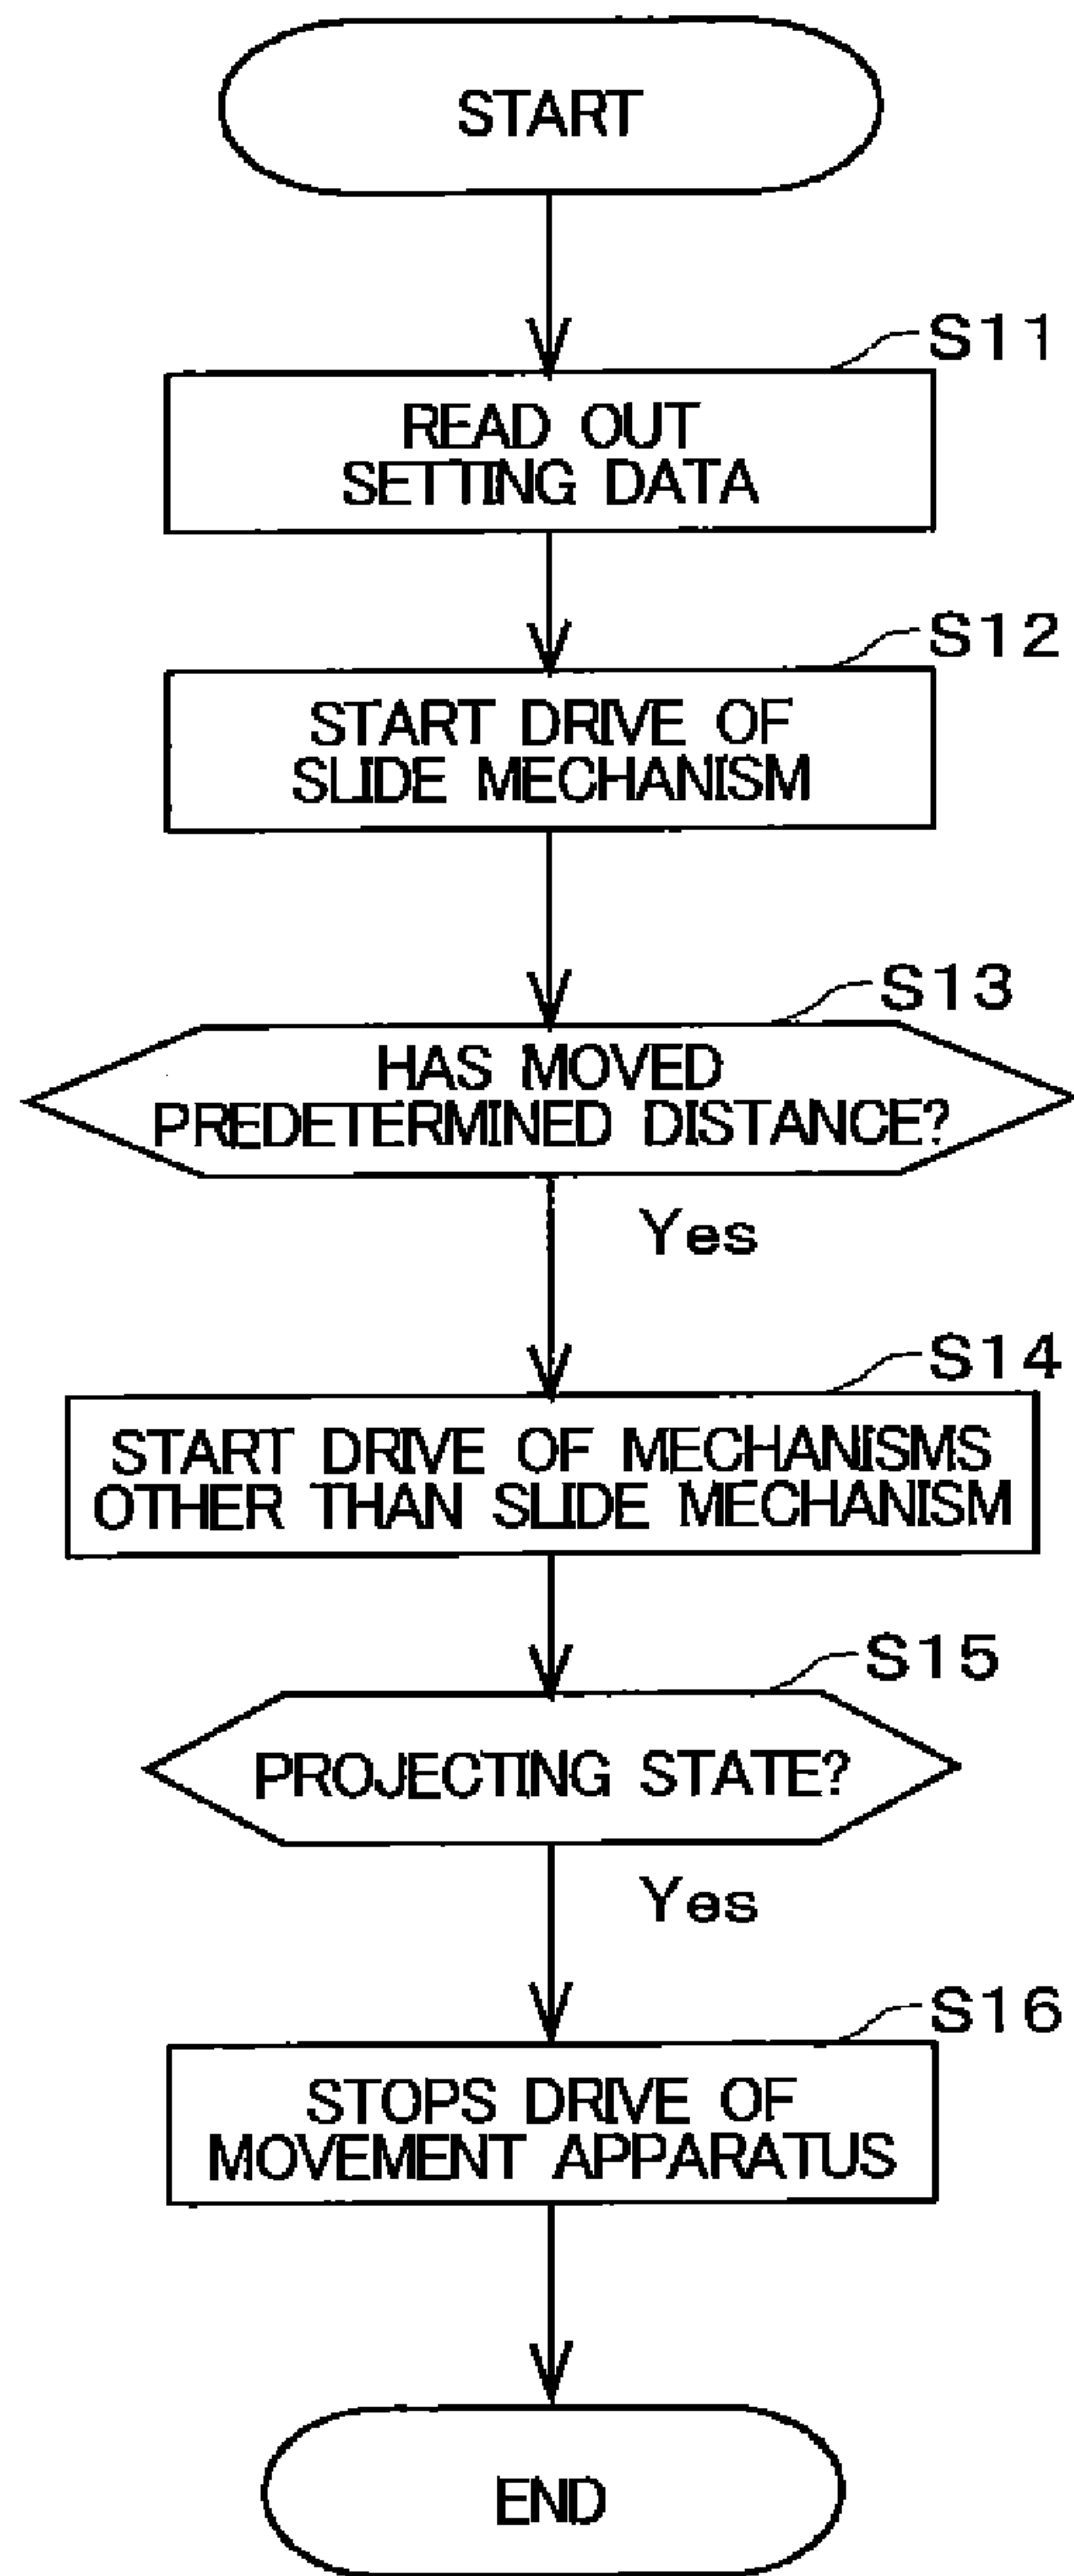 START
S11
READ OUT
SETTING DATA
S12
START DRIVE OF
SLIDE MECHANISM
S13
HAS MOVED
PREDETERMINED DISTANCE?
Yes
S14
START DRIVE OF MECHANISMS
OTHER THAN SLIDE MECHANISM
S15
PROJECTING STATE?
Yes
S16
STOPS DRIVE OF
MOVEMENT APPARATUS
END